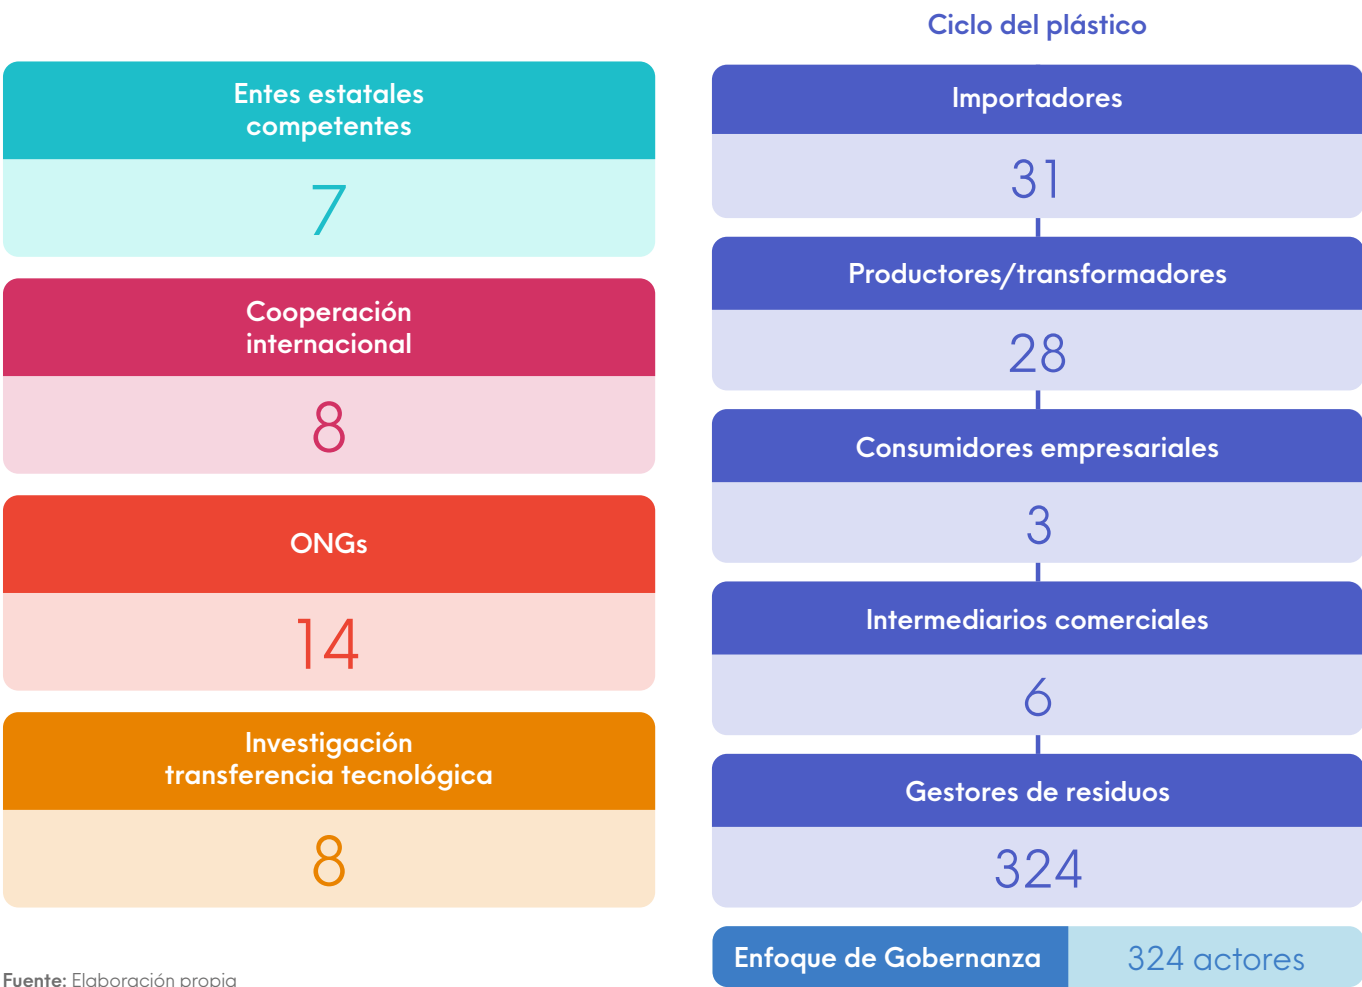 Entes estatales
competentes
7
Cooperación
internacional
8
ONGs
14
Investigación
transferencia tecnológica
8
Ciclo del plástico
Importadores
31
Productores/transformadores
28
Consumidores empresariales
3
Intermediarios comerciales
6
Gestores de residuos
324
Enfoque de Gobernanza
324 actores
Fuente: Elaboración propia